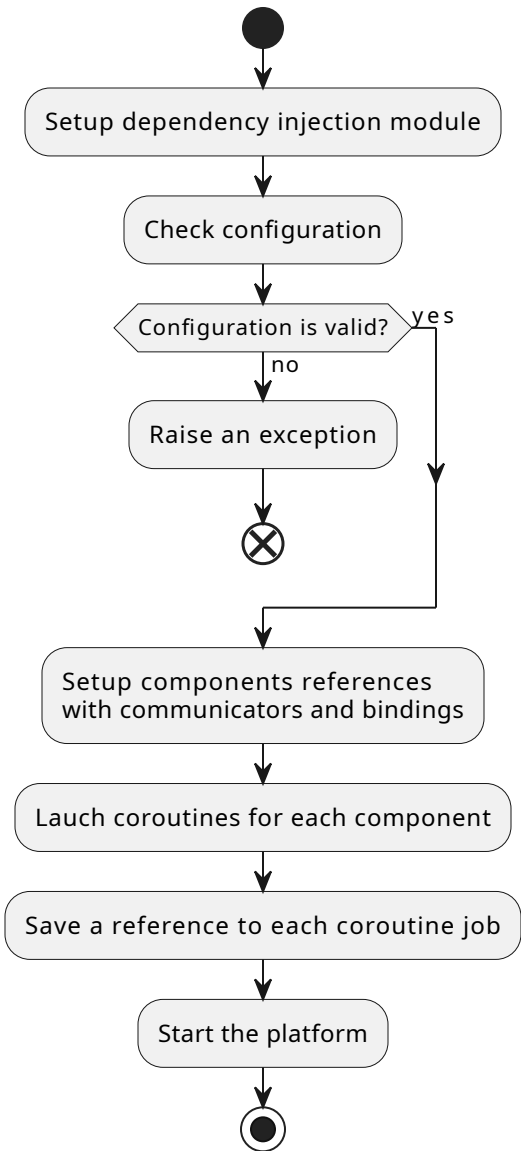 Setup dependency injection module
Check configuration
Configuration is valid?
yes
no
Raise an exception
Setup components references
with communicators and bindings
Lauch coroutines for each component
Save a reference to each coroutine job
Start the platform